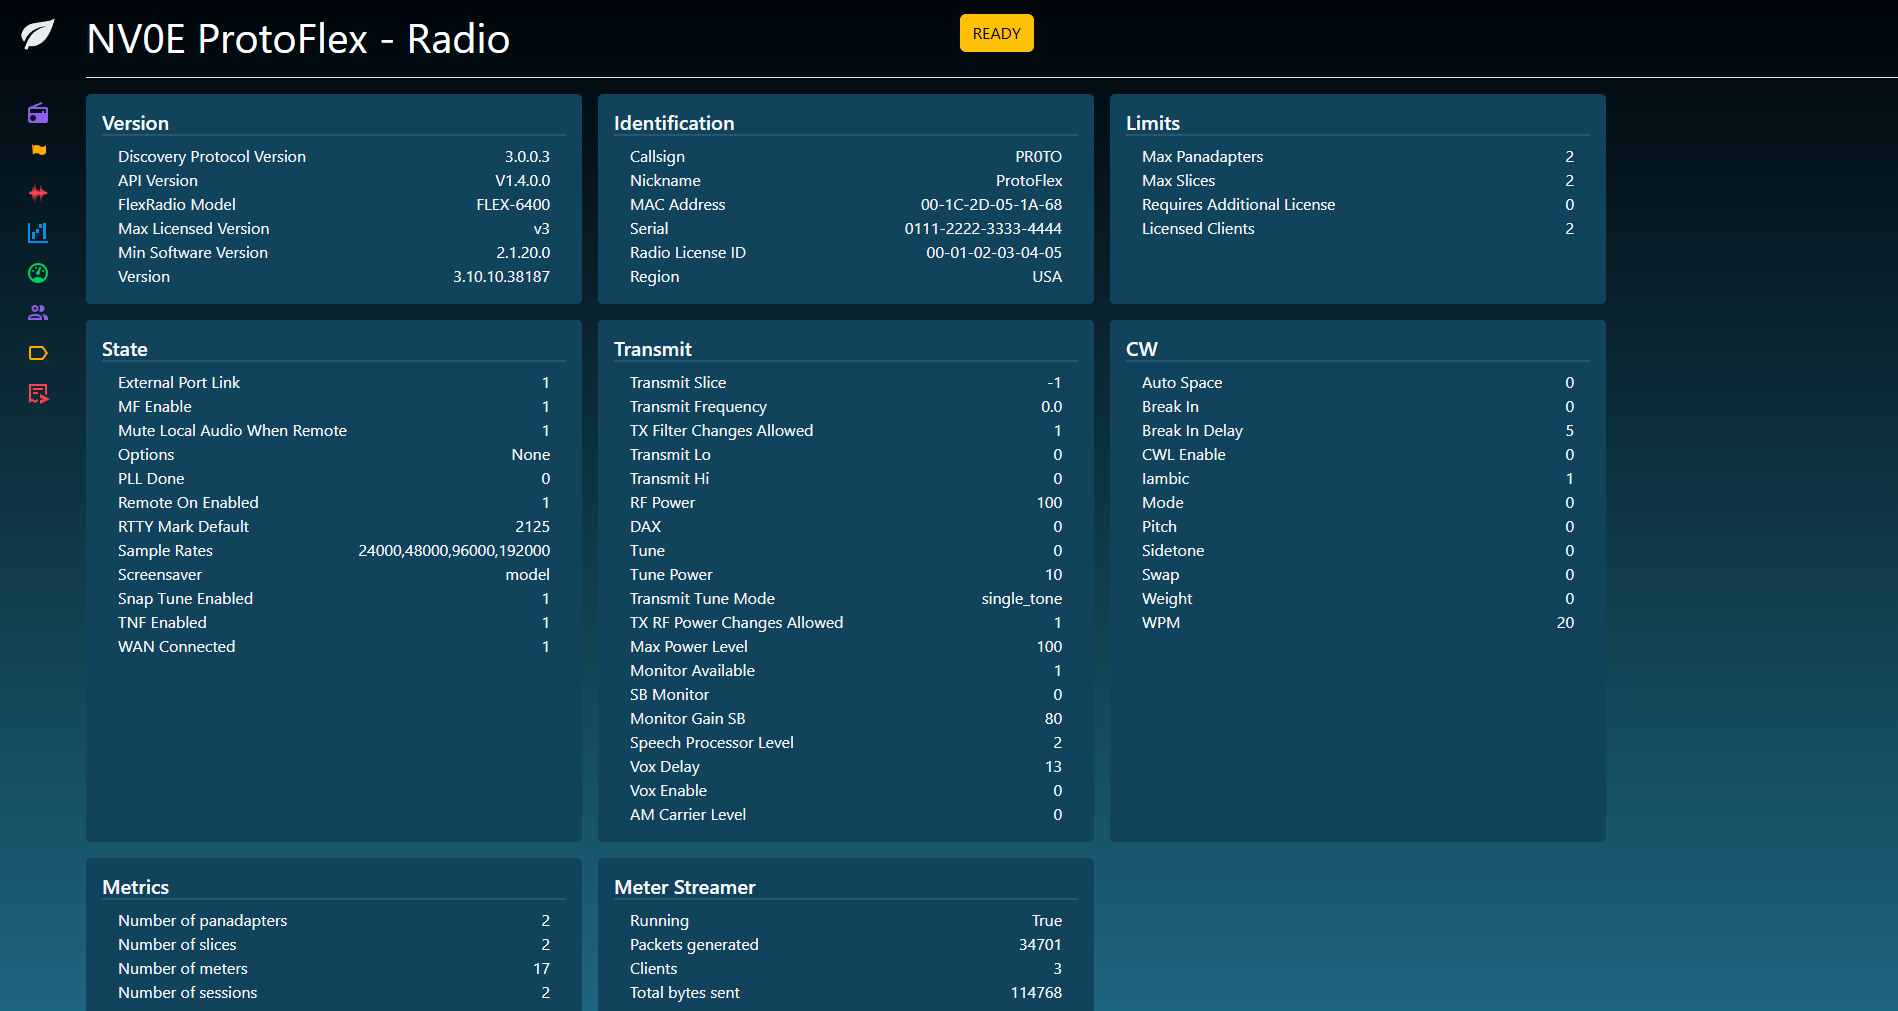 NV0E ProtoFlex - Radio
READY
Version
Discovery Protocol Version 3.0.0.3
API Version V1.4.0.0
FlexRadio Model FLEX-6400
Max Licensed Version v3
Min Software Version 2.1.20.0
Version 3.10.10.38187
Identification
Callsign PR0TO
Nickname ProtoFlex
MAC Address 00-1C-2D-05-1A-68
Serial 0111-2222-3333-4444
Radio License ID 00-01-02-03-04-05
Region USA
Limits
Max Panadapters 2
Max Slices 2
Requires Additional License 0
Licensed Clients 2
State
External Port Link 1
MF Enable 1
Mute Local Audio When Remote 1
Options None
PLL Done 0
Remote On Enabled 1
RTTY Mark Default 2125
Sample Rates 24000,48000,96000,192000
Screensaver model
Snap Tune Enabled 1
TNF Enabled 1
WAN Connected 1
Transmit
Transmit Slice -1
Transmit Frequency 0.0
TX Filter Changes Allowed 1
Transmit Lo 0
Transmit Hi 0
RF Power 100
DAX 0
Tune 0
Tune Power 10
Transmit Tune Mode single_tone
TX RF Power Changes Allowed 1
Max Power Level 100
Monitor Available 1
SB Monitor 0
Monitor Gain SB 80
Speech Processor Level 2
Vox Delay 13
Vox Enable 0
AM Carrier Level 0
CW
Auto Space 0
Break In 0
Break In Delay 5
CWL Enable 0
Iambic 1
Mode 0
Pitch 0
Sidetone 0
Swap 0
Weight 0
WPM 20
Metrics
Number of panadapters 2
Number of slices 2
Number of meters 17
Number of sessions 2
Meter Streamer
Running True
Packets generated 34701
Clients 3
Total bytes sent 114768